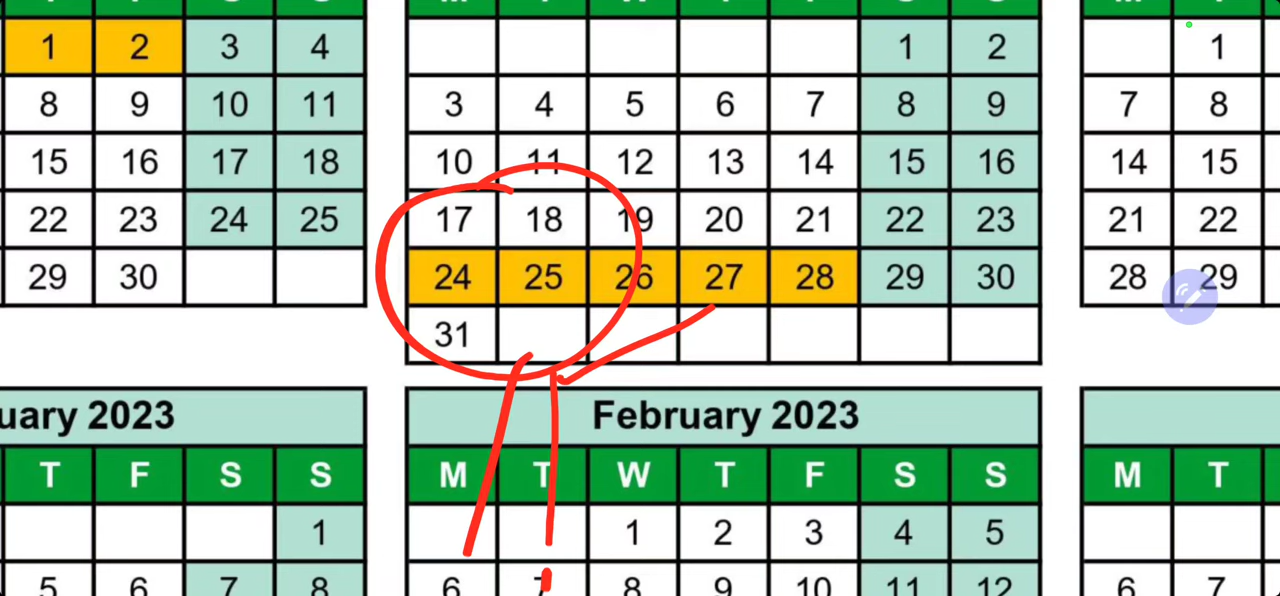 1 2 3 4
8 9 10 11
15 16 17 18
22 23 24 25
29 30
1 2
3 4 5 6 7 8 9
10 11 12 13 14 15 16
17 18 19 20 21 22 23
24 25 26 27 28 29 30
31
1
7 8
14 15
21 22
28 29
uary 2023
T F S S
1
5 6 7 8
February 2023
M T W T F S S
1 2 3 4 5
6 7 8 9 10 11 12
M T
6 7